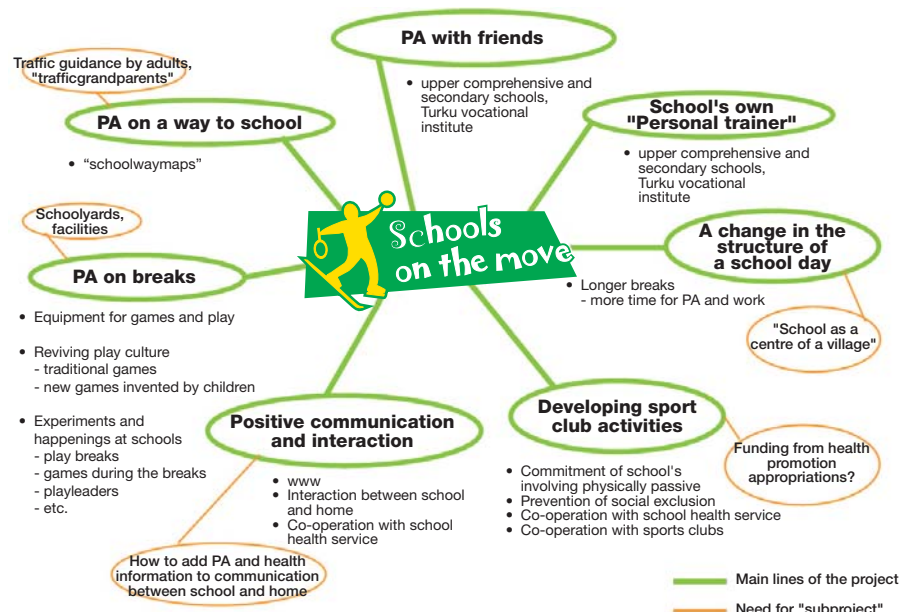 PA with friends
• upper comprehensive and
secondary schools,
Turku vocational
institute
Traffic guidance by adults,
"trafficgrandparents"
PA on a way to school
• “schoolwaymaps”
School's own
"Personal trainer"
• upper comprehensive and
secondary schools,
Turku vocational
institute
Schools
on the move
Schoolyards,
facilities
PA on breaks
• Equipment for games and play
• Reviving play culture
- traditional games
- new games invented by children
• Experiments and
happenings at schools
- play breaks
- games during the breaks
- playleaders
- etc.
A change in the
structure of
a school day
• Longer breaks
- more time for PA and work
"School as a
centre of a village"
Positive communication
and interaction
• www
• Interaction between school
and home
• Co-operation with school
health service
How to add PA and health
information to communication
between school and home
Developing sport
club activities
• Commitment of school's
involving physically passive
• Prevention of social exclusion
• Co-operation with school health service
• Co-operation with sports clubs
Funding from health
promotion
appropriations?
Main lines of the project
Need for "subproject"